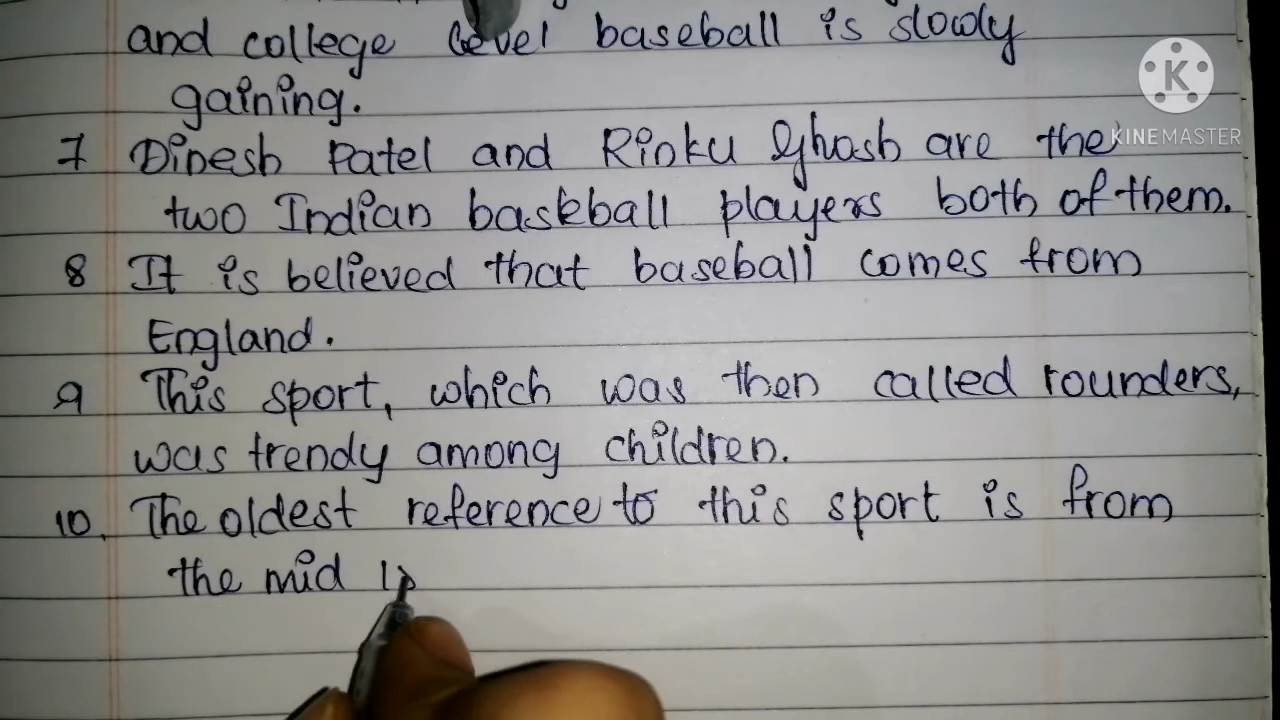 and college level baseball is slowly
gaining.
7 Dinesh Patel and Rinku Ghosh are the
two Indian baskball players both of them.
8 It is believed that baseball comes from
England.
9 This sport, which was then called rounders,
was trendy among children.
10. The oldest reference to this sport is from
the mid
K
KINEMASTER